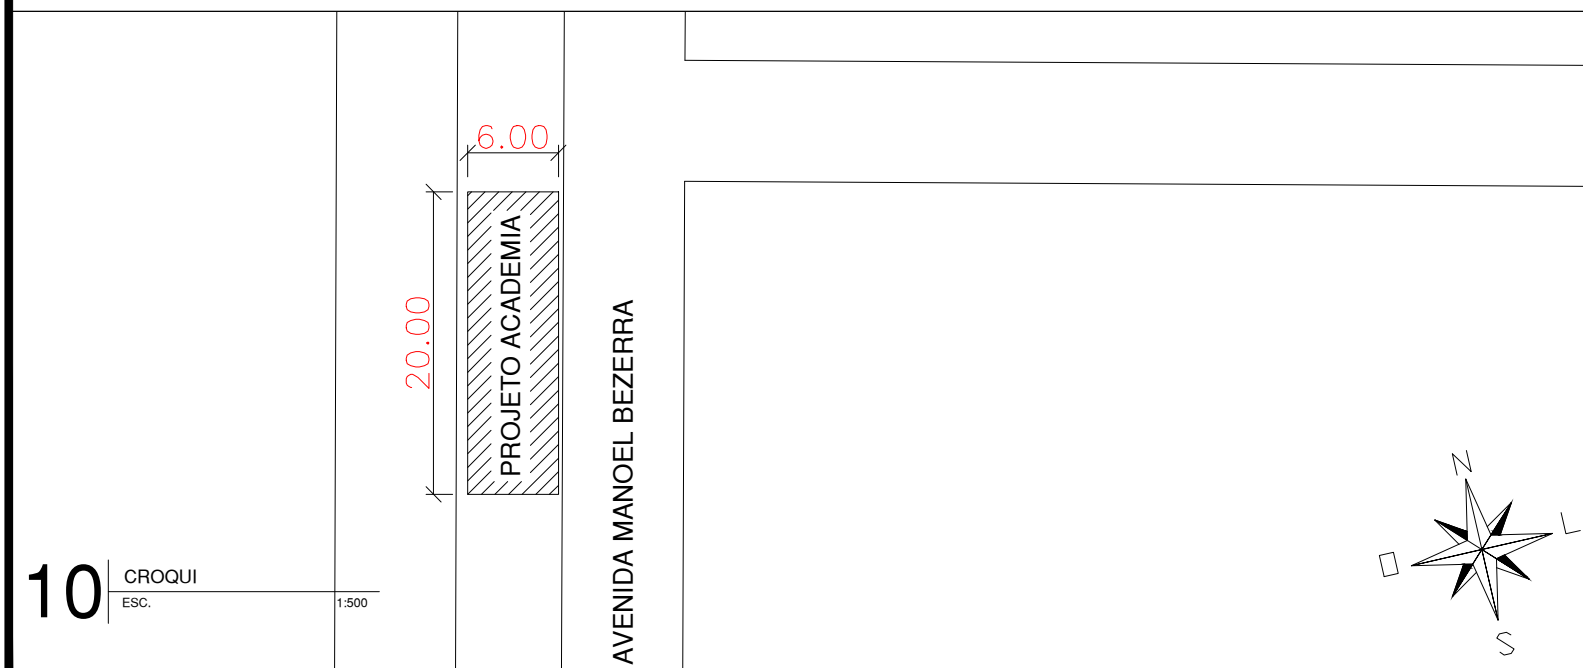 6.00
20.00
PROJETO ACADEMIA
AVENIDA MANOEL BEZERRA
N
L
O
S
10
CROQUI
ESC.
1:500